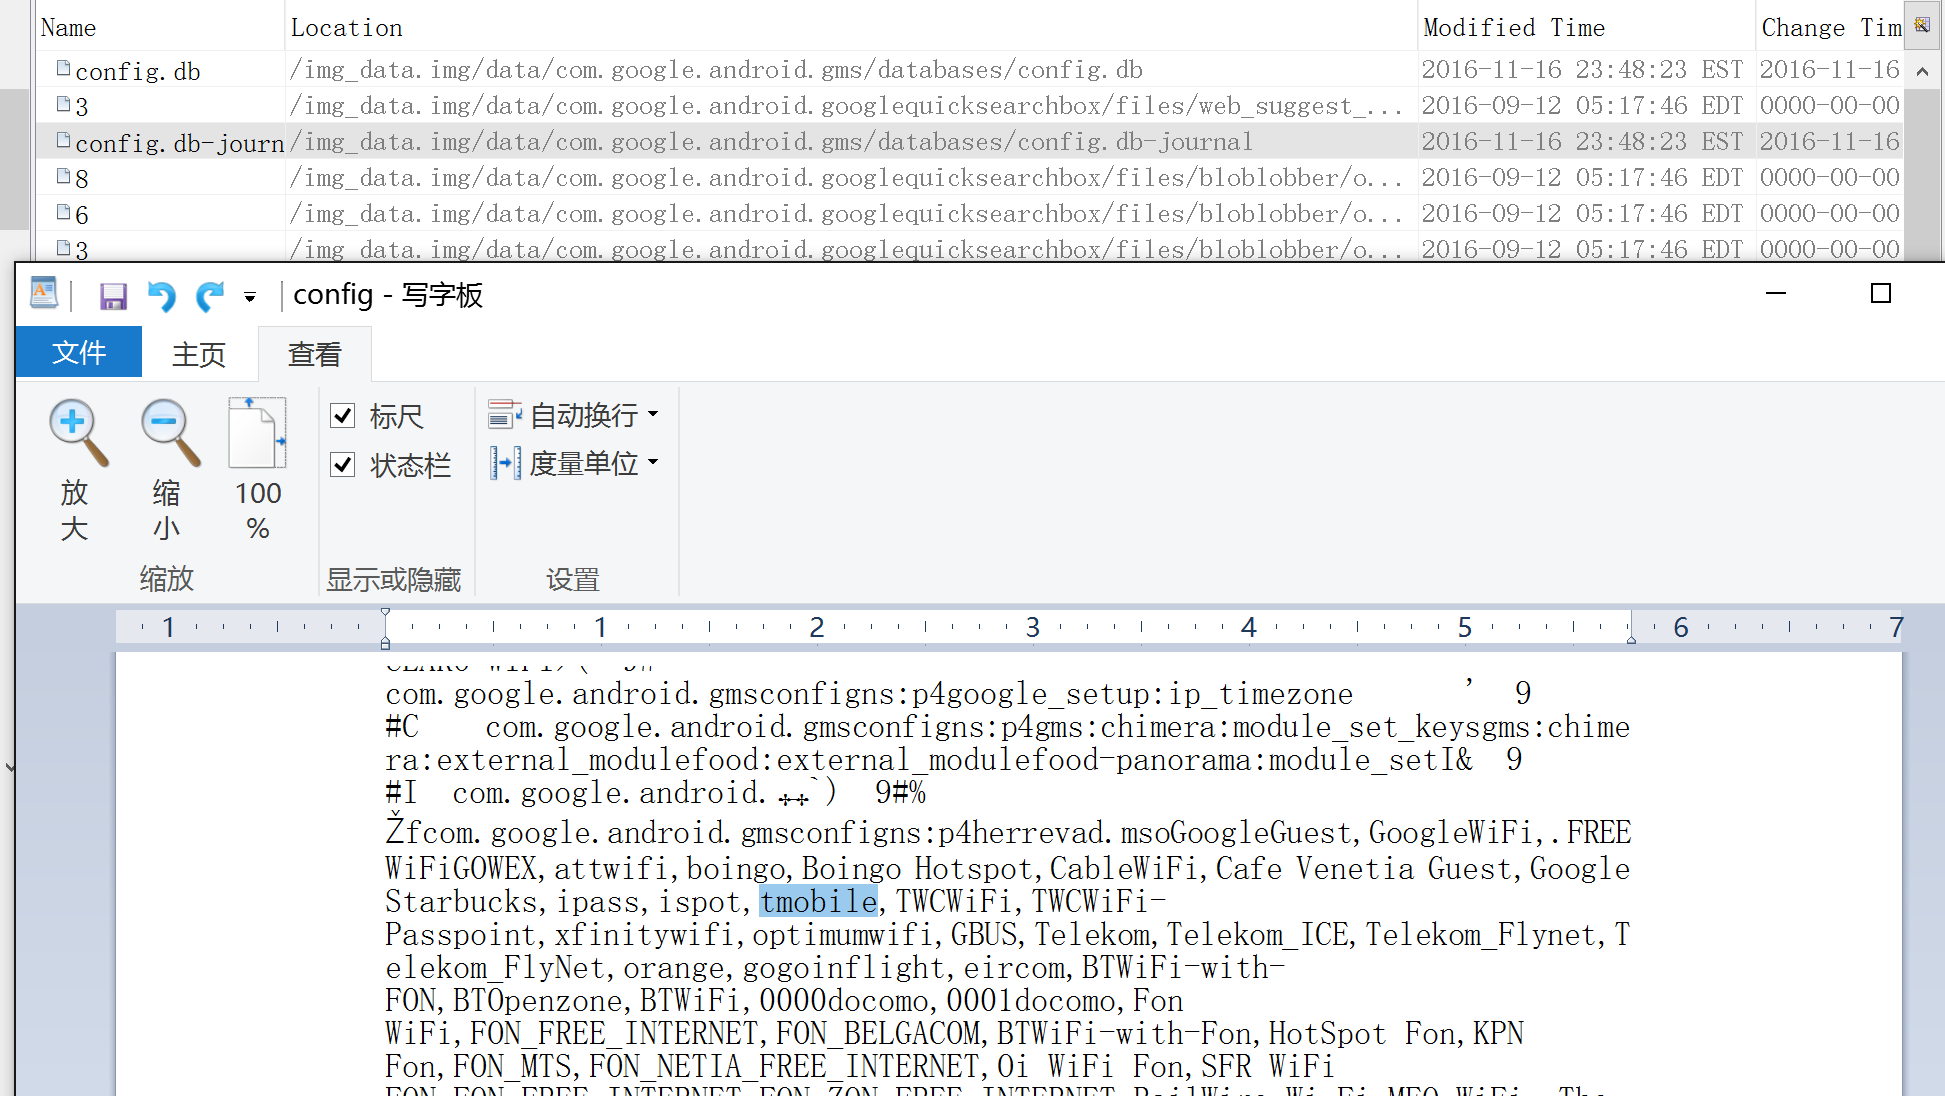 Name Location Modified Time Change Tim
config.db /img_data.img/data/com.google.android.gms/databases/config.db 2016-11-16 23:48:23 EST 2016-11-16
3 /img_data.img/data/com.google.android.googlequicksearchbox/files/web_suggest_... 2016-09-12 05:17:46 EDT 0000-00-00
config.db-journ /img_data.img/data/com.google.android.gms/databases/config.db-journal 2016-11-16 23:48:23 EST 2016-11-16
8 /img_data.img/data/com.google.android.googlequicksearchbox/files/bloblobber/o... 2016-09-12 05:17:46 EDT 0000-00-00
6 /img_data.img/data/com.google.android.googlequicksearchbox/files/bloblobber/o... 2016-09-12 05:17:46 EDT 0000-00-00
3 /img_data.img/data/com.google.android.googlequicksearchbox/files/bloblobber/o... 2016-09-12 05:17:46 EDT 0000-00-00
config - 写字板
文件 主页 查看
放大 缩小 100%
标尺
状态栏
自动换行
度量单位
缩放 显示或隐藏 设置
1 1 2 3 4 5 6 7
com.google.android.gmsconfigns:p4google_setup:ip_timezone ’ 9
#C com.google.android.gmsconfigns:p4gms:chimera:module_set_keysgms:chime
ra:external_modulefood:external_modulefood-panorama:module_setI& 9
#I com.google.android.‡‡`) 9#%
Žfcom.google.android.gmsconfigns:p4herrevad.msoGoogleGuest,GoogleWiFi,.FREE
WiFiGOWEX,attwifi,boingo,Boingo Hotspot,CableWiFi,Cafe Venetia Guest,Google
Starbucks,ipass,ispot,tmobile,TWCWiFi,TWCWiFi-
Passpoint,xfinitywifi,optimumwifi,GBUS,Telekom,Telekom_ICE,Telekom_Flynet,T
elekom_FlyNet,orange,gogoinflight,eircom,BTWiFi-with-
FON,BTOpenzone,BTWiFi,0000docomo,0001docomo,Fon
WiFi,FON_FREE_INTERNET,FON_BELGACOM,BTWiFi-with-Fon,HotSpot Fon,KPN
Fon,FON_MTS,FON_NETIA_FREE_INTERNET,Oi WiFi Fon,SFR WiFi